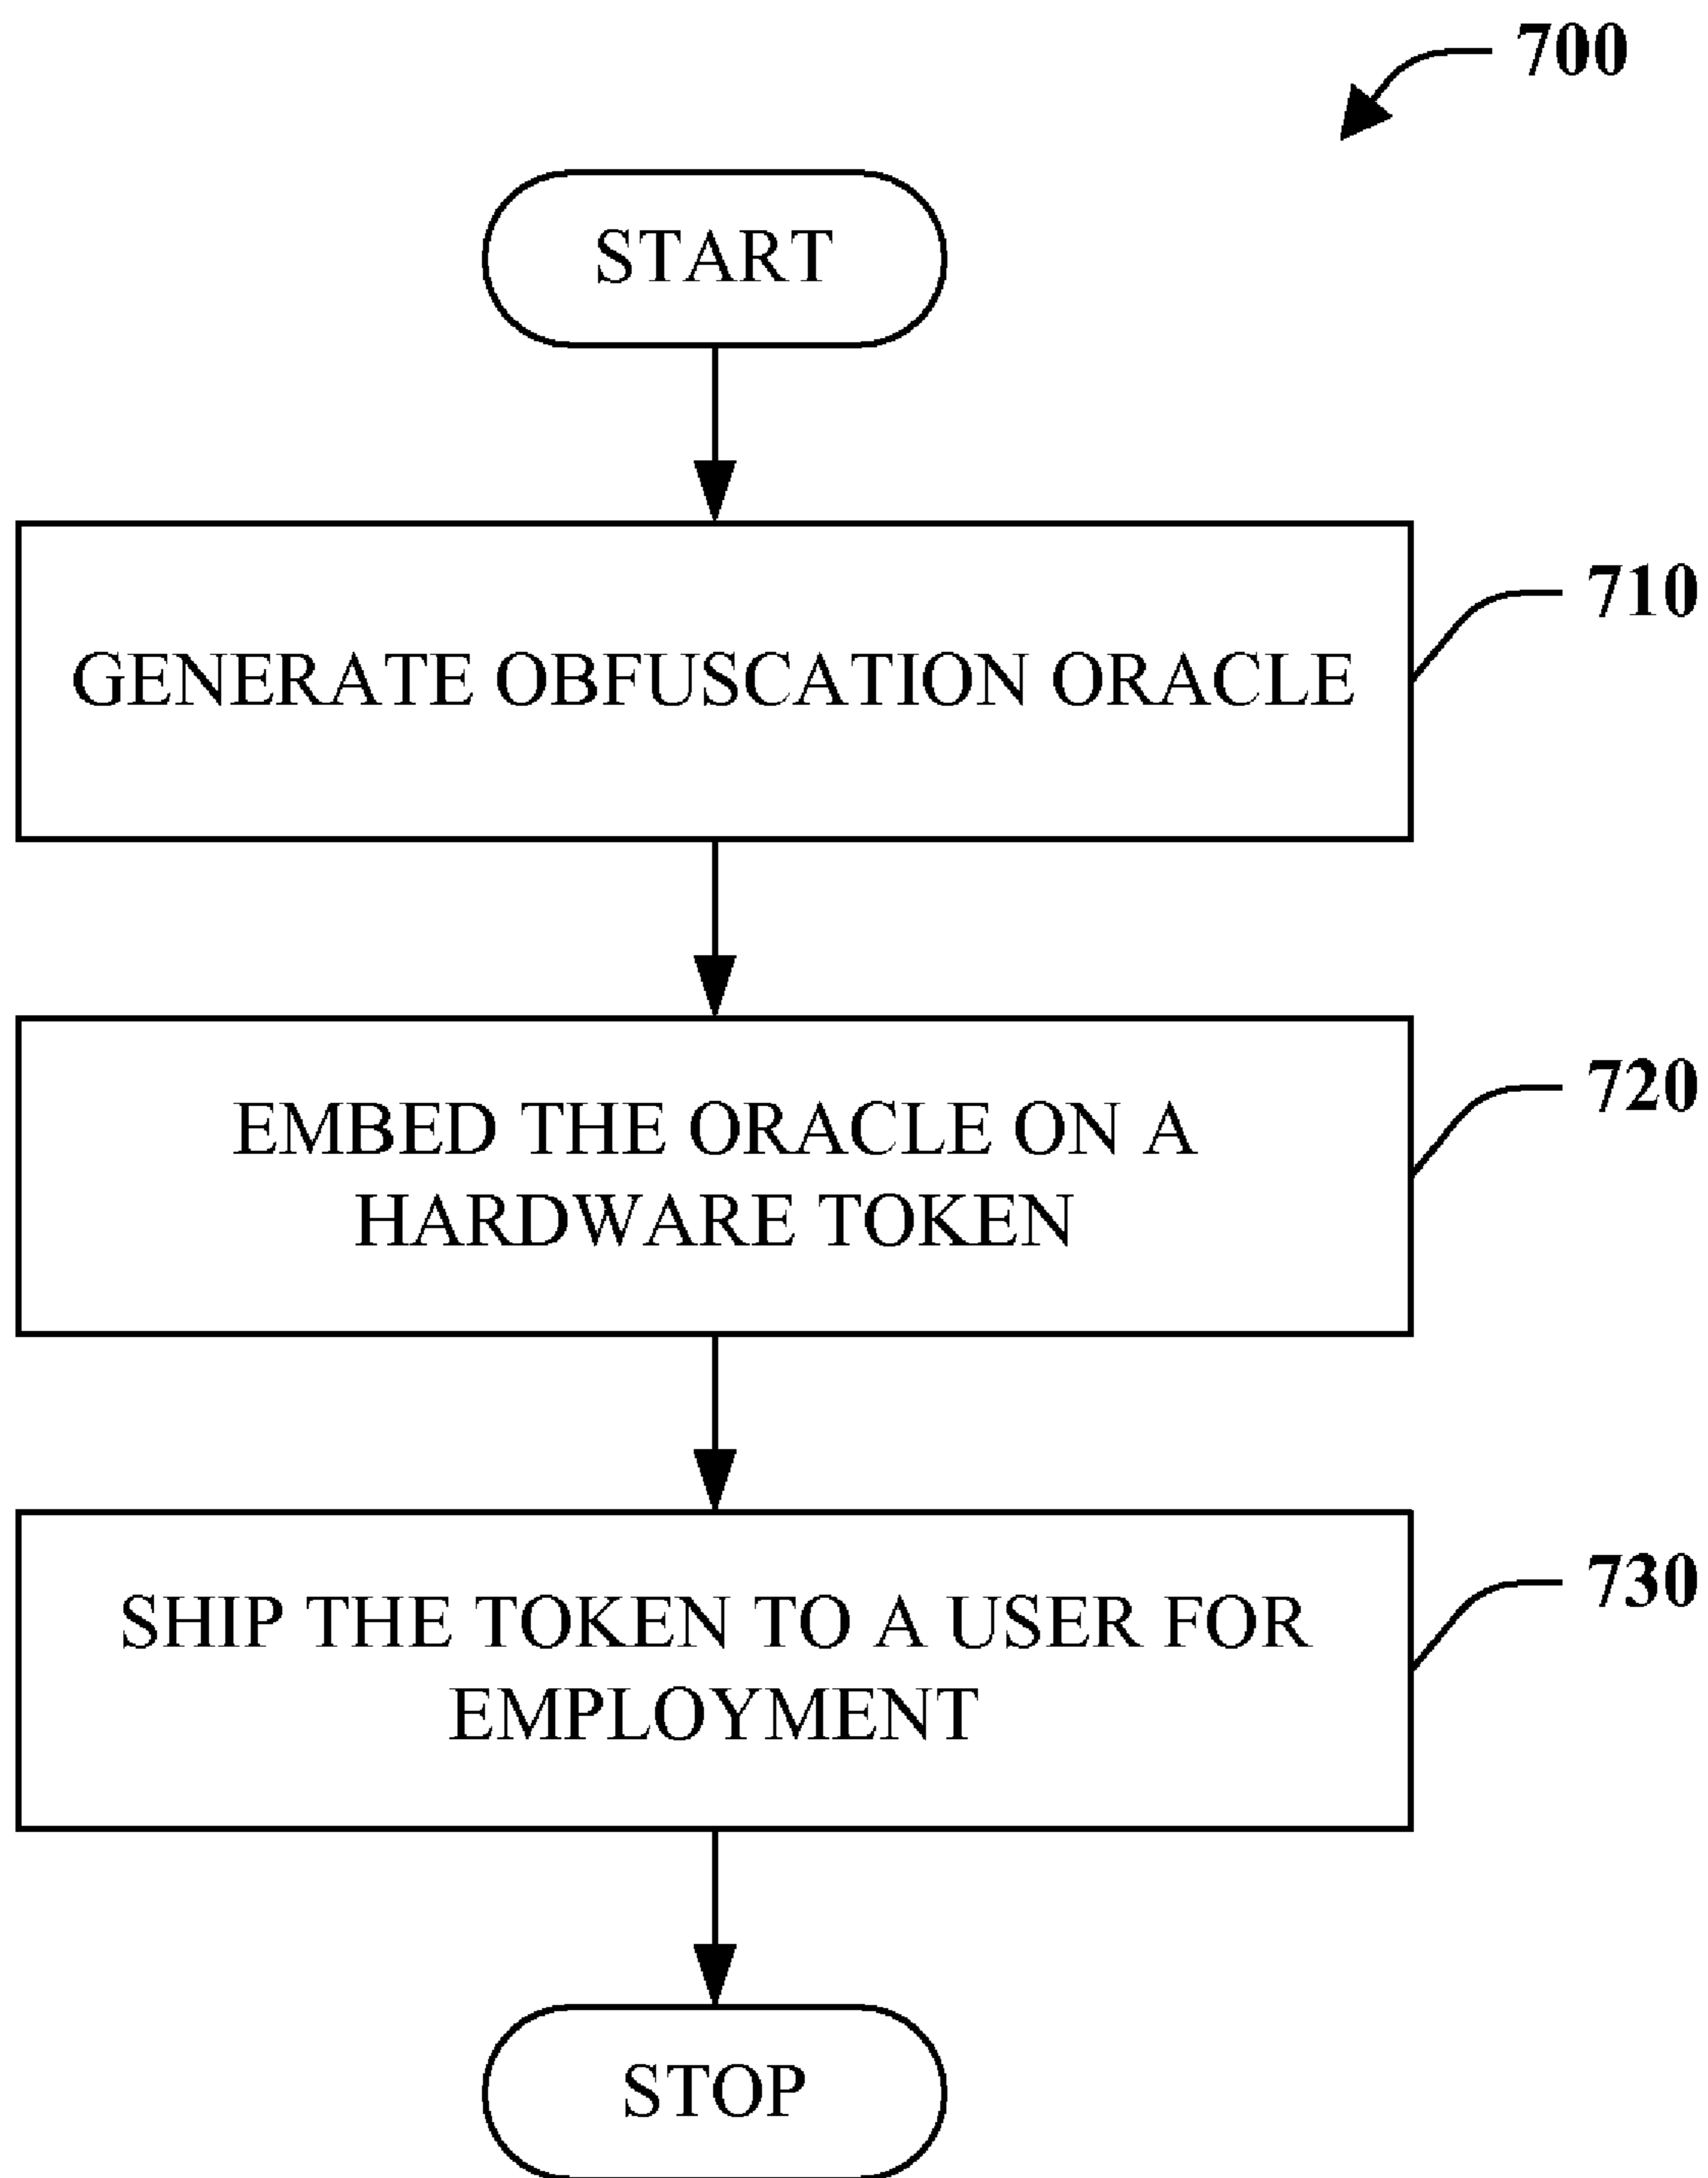 700
START
GENERATE OBFUSCATION ORACLE
710
EMBED THE ORACLE ON A
HARDWARE TOKEN
720
SHIP THE TOKEN TO A USER FOR
EMPLOYMENT
730
STOP